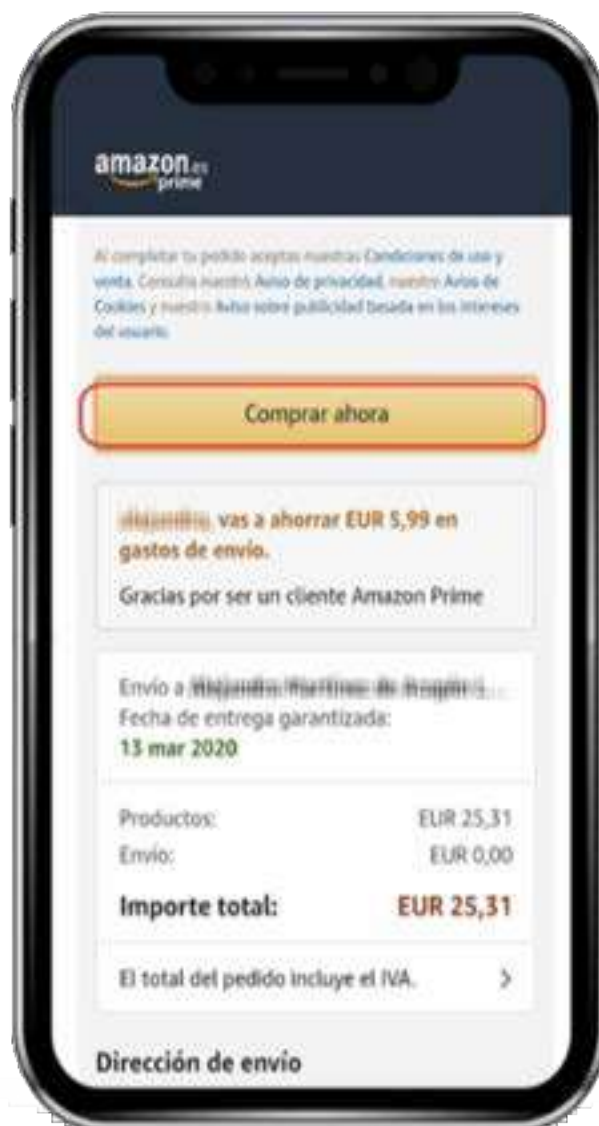 amazon.es
prime
Al completar tu pedido aceptas nuestras Condiciones de uso y
venta. Consulta nuestro Aviso de privacidad, nuestro Aviso de
Cookies y nuestro Aviso sobre publicidad basada en los intereses
del usuario.
Comprar ahora
vas a ahorrar EUR 5,99 en
gastos de envío.
Gracias por ser un cliente Amazon Prime
Envío a
Fecha de entrega garantizada:
13 mar 2020
Productos: EUR 25,31
Envío: EUR 0,00
Importe total: EUR 25,31
El total del pedido incluye el IVA. >
Dirección de envío